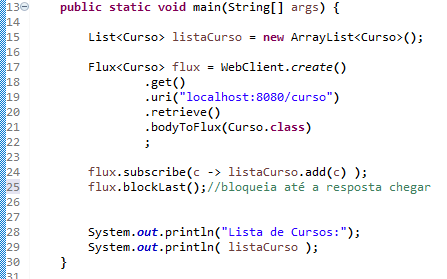 13 public static void main(String[] args) {
14
15 List<Curso> listaCurso = new ArrayList<Curso>();
16
17 Flux<Curso> flux = WebClient.create()
18 .get()
19 .uri("localhost:8080/curso")
20 .retrieve()
21 .bodyToFlux(Curso.class)
22 ;
23
24 flux.subscribe(c -> listaCurso.add(c) );
25 flux.blockLast();//bloqueia até a resposta chegar
26
27
28 System.out.println("Lista de Cursos:");
29 System.out.println( listaCurso );
30 }
31